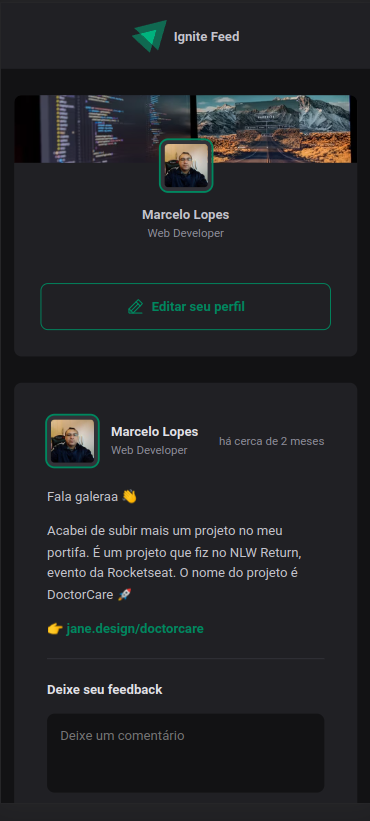 Ignite Feed
Marcelo Lopes
Web Developer
Editar seu perfil
Marcelo Lopes
Web Developer
há cerca de 2 meses
Fala galeraa 👋
Acabei de subir mais um projeto no meu
portifa. É um projeto que fiz no NLW Return,
evento da Rocketseat. O nome do projeto é
DoctorCare 🚀
👉 jane.design/doctorcare
Deixe seu feedback
Deixe um comentário